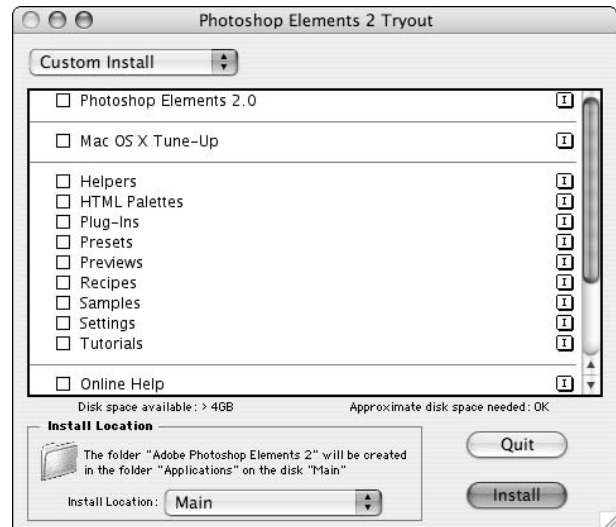 Photoshop Elements 2 Tryout
Custom Install
Photoshop Elements 2.0 I
Mac OS X Tune-Up I
Helpers I
HTML Palettes I
Plug-Ins I
Presets I
Previews I
Recipes I
Samples I
Settings I
Tutorials I
Online Help I
Disk space available: > 4GB Approximate disk space needed: 0K
Install Location
The folder "Adobe Photoshop Elements 2" will be created
in the folder "Applications" on the disk "Main"
Install Location: Main
Quit
Install